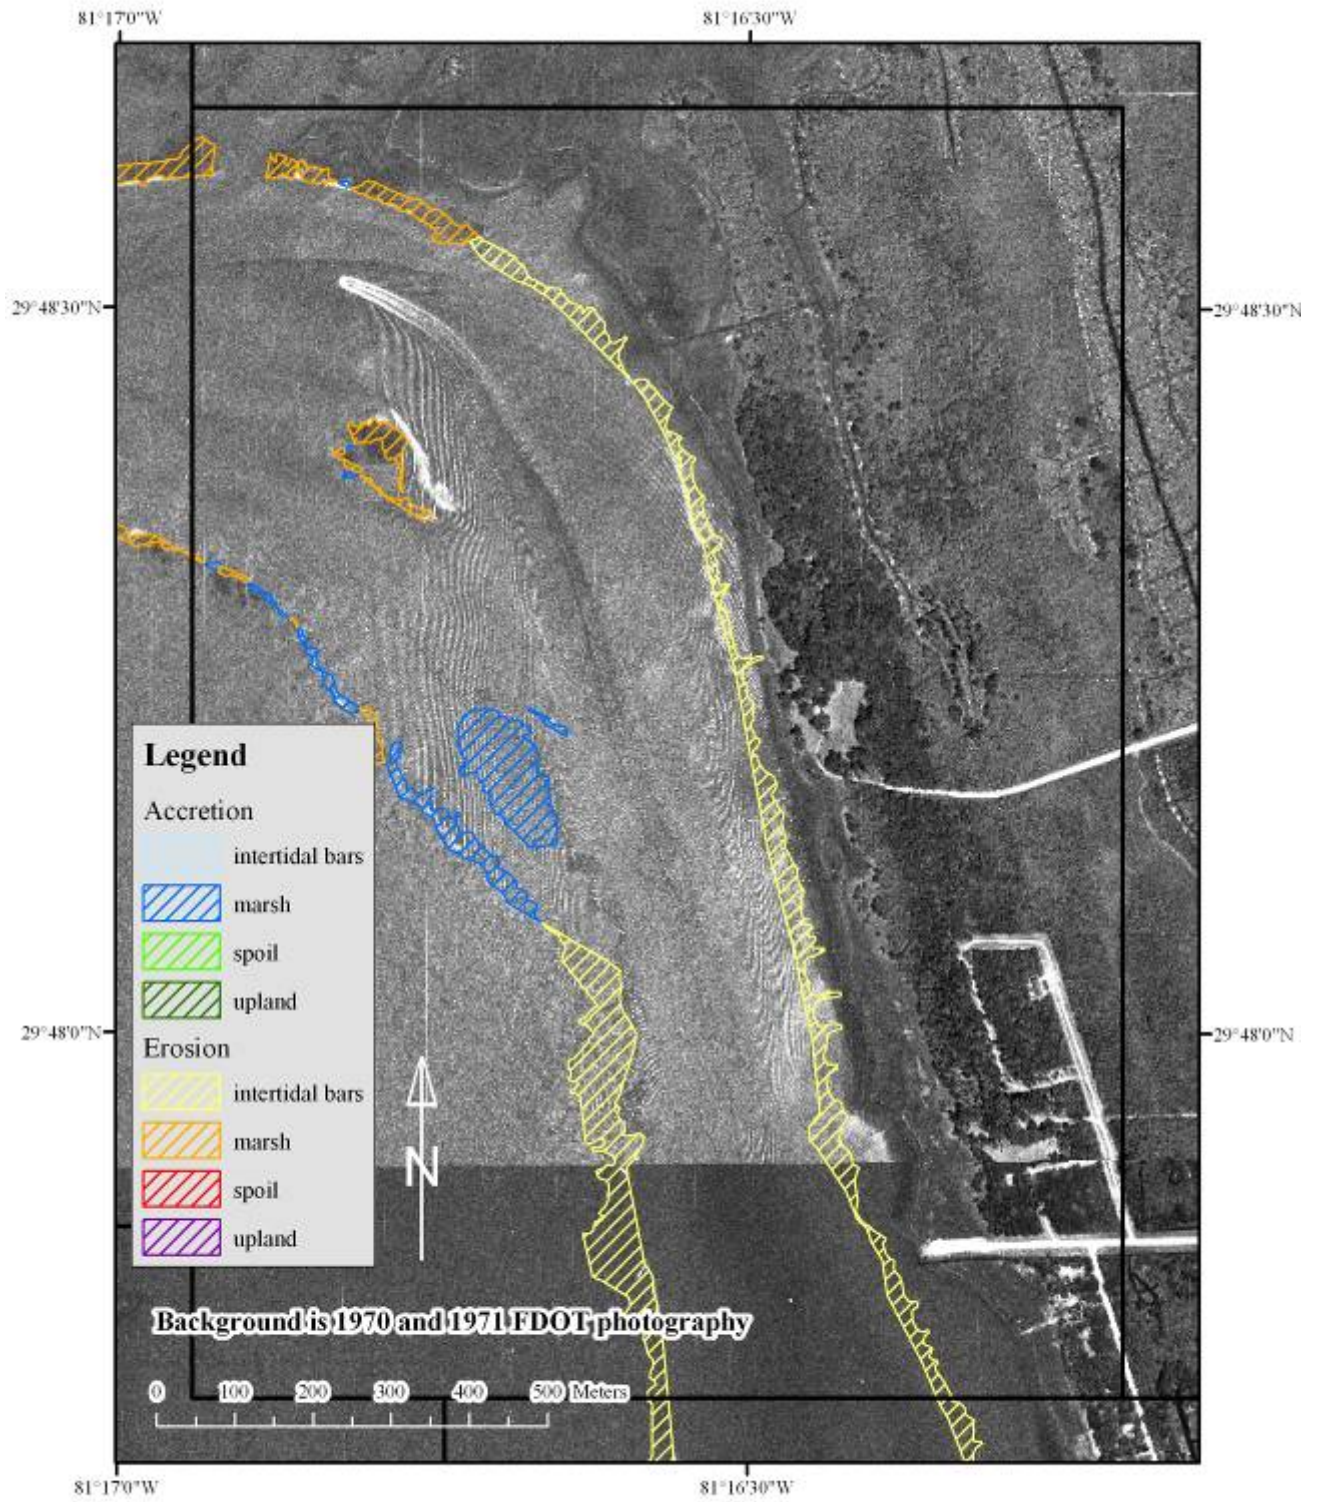 81°17'0"W 81°16'30"W
29°48'30"N 29°48'30"N
Legend
Accretion
intertidal bars
marsh
spoil
upland
29°48'0"N 29°48'0"N
Erosion
intertidal bars
marsh
spoil
upland
N
Background is 1970 and 1971 FDOT photography
0 100 200 300 400 500 Meters
81°17'0"W 81°16'30"W